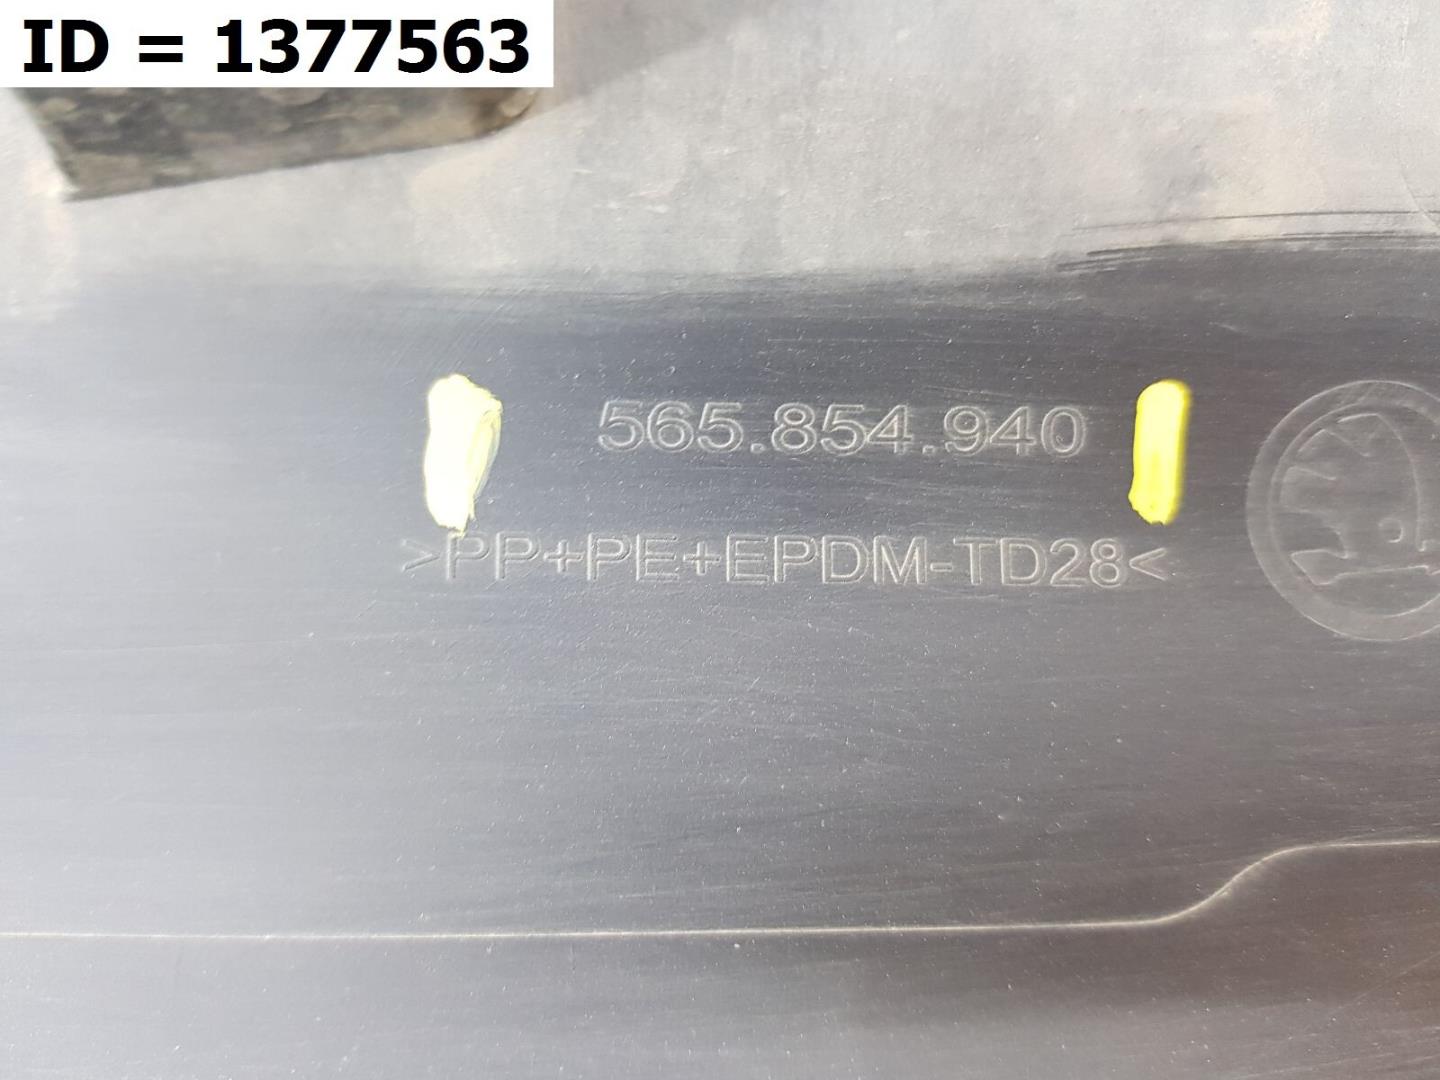 ID = 1377563
565.854.940
>PP+PE+EPDM-TD28<